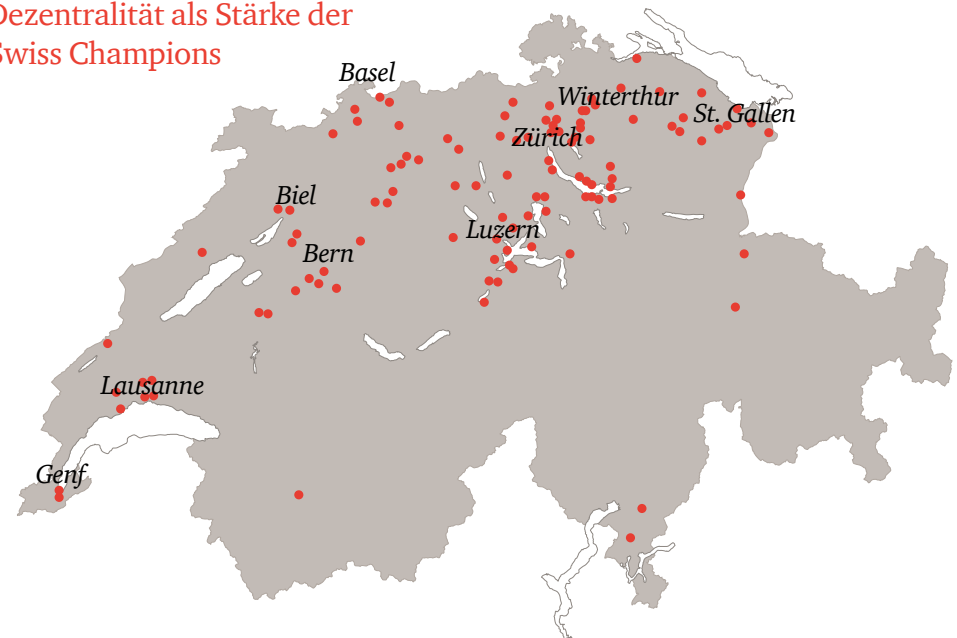 Dezentralität als Stärke der
Swiss Champions
Basel
Winterthur
St. Gallen
Zürich
Biel
Luzern
Bern
Lausanne
Genf